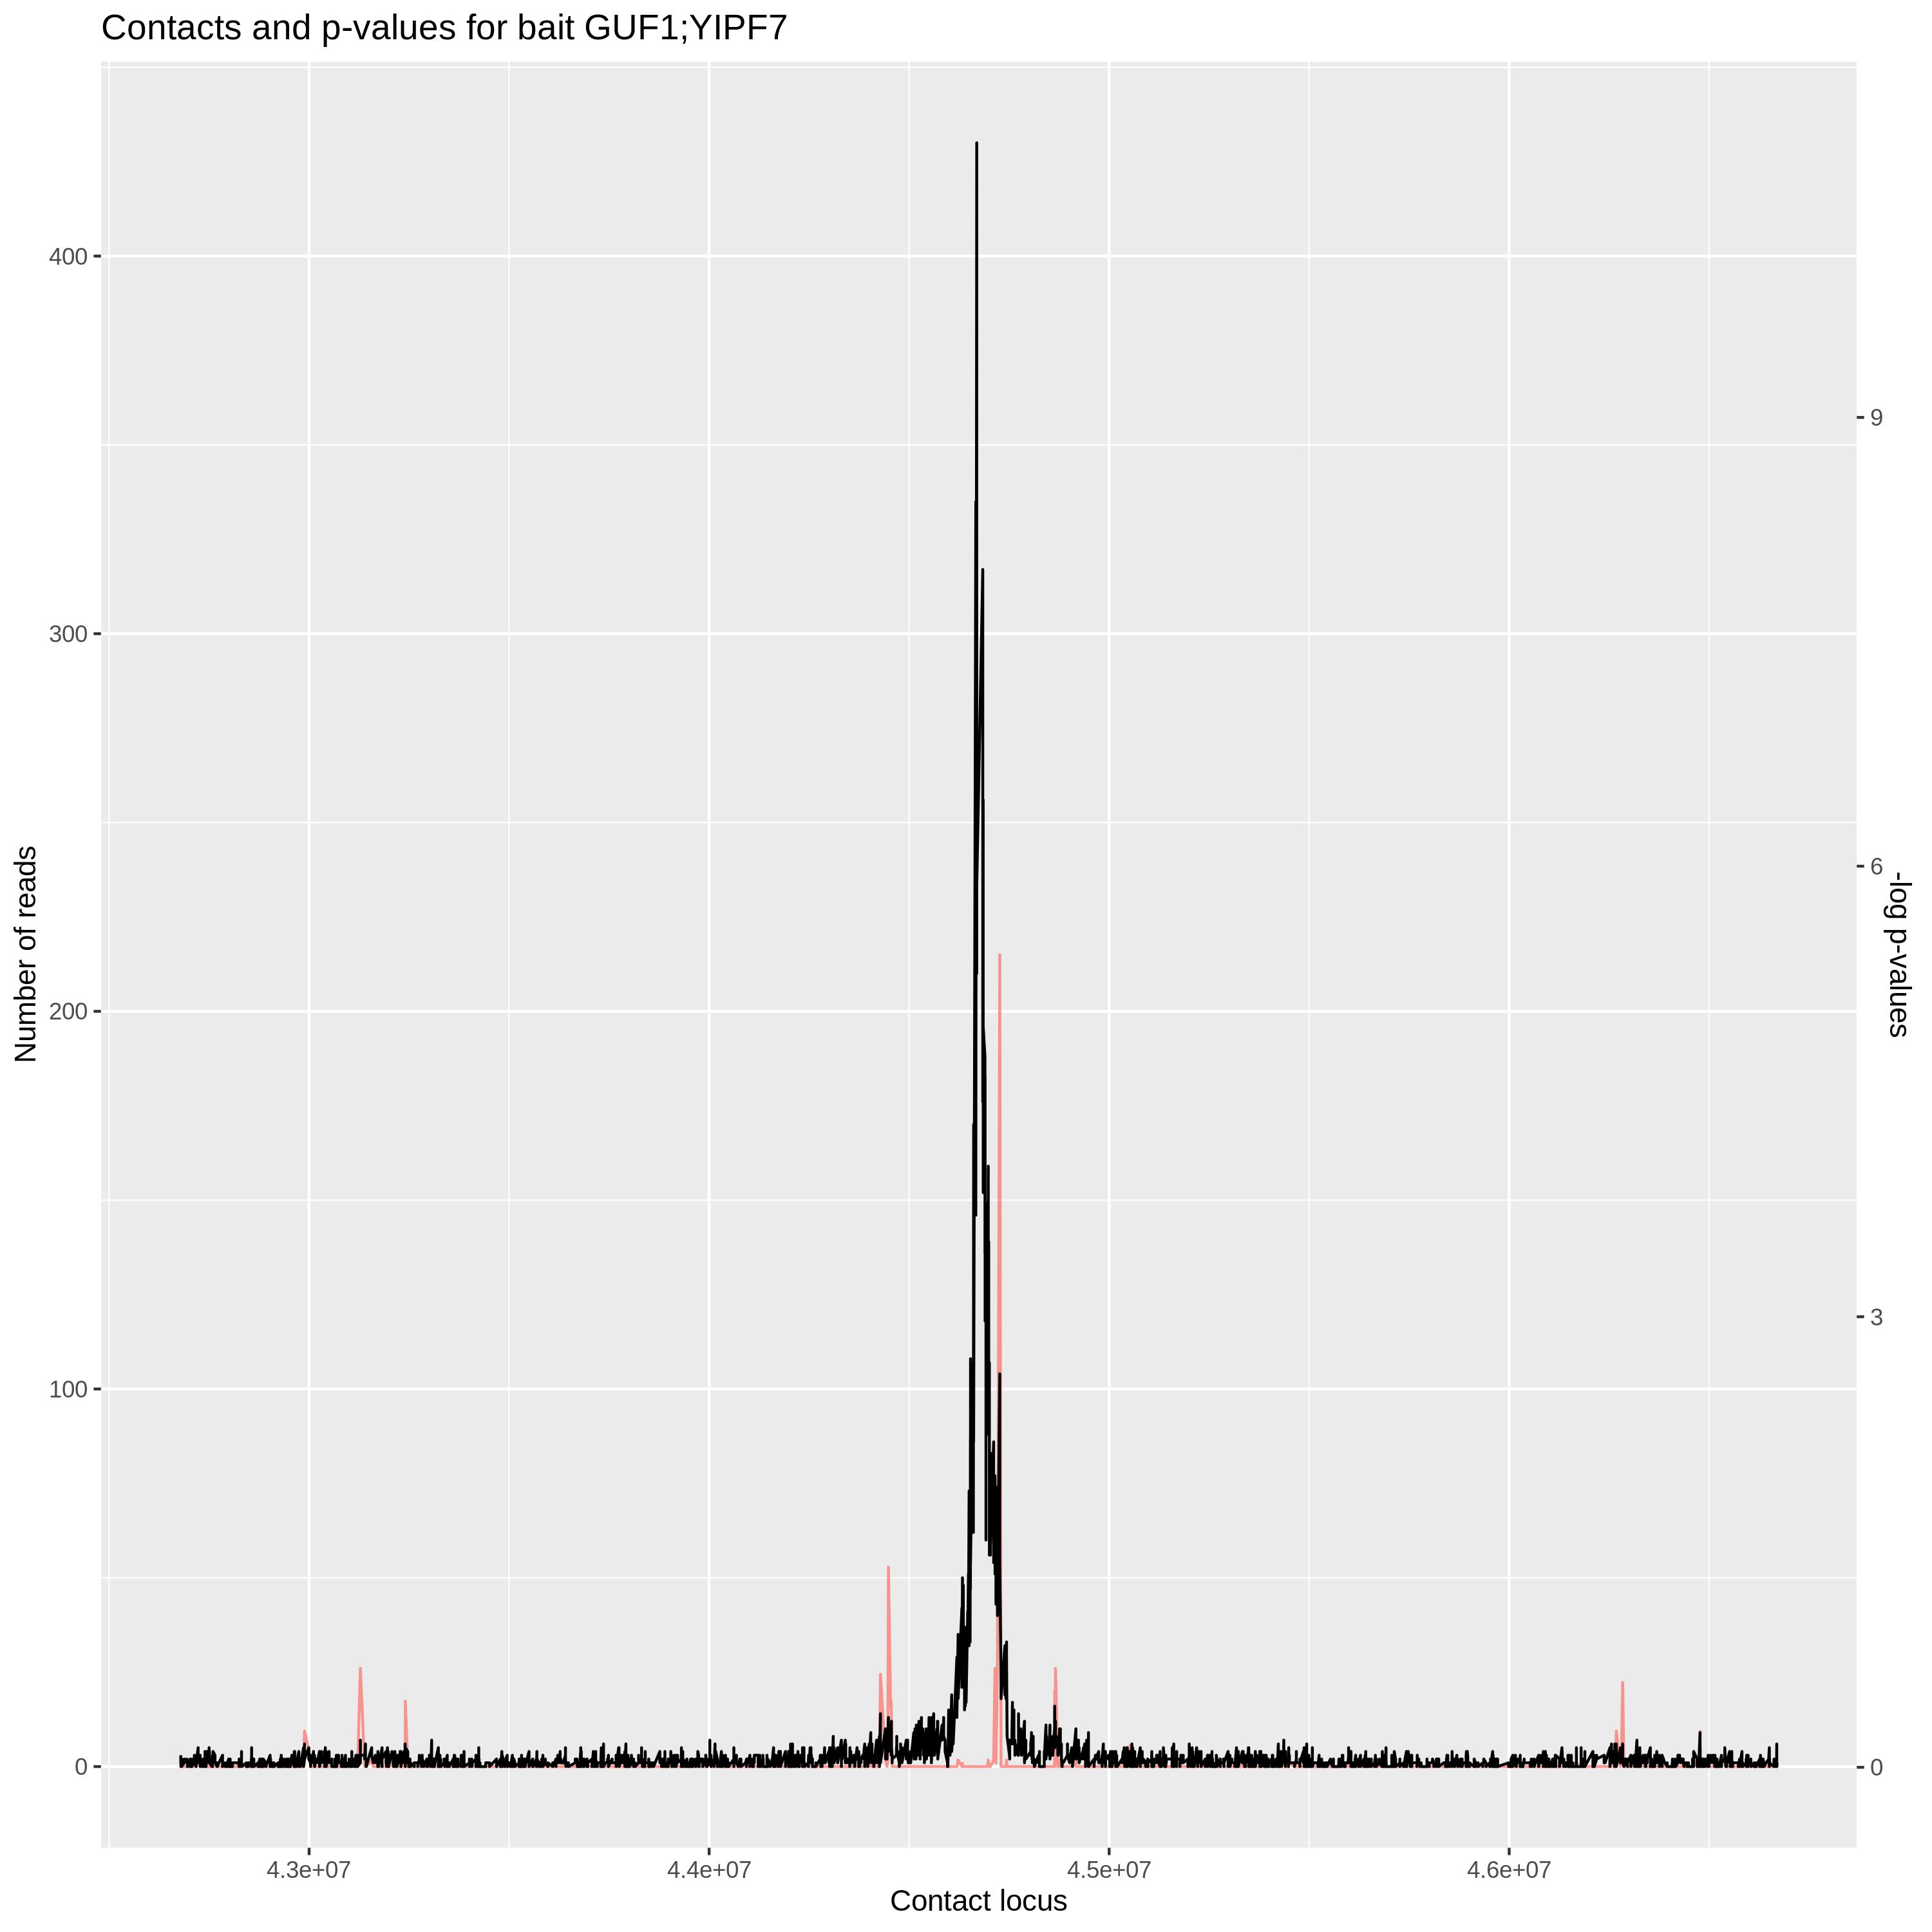 Contacts and p-values for bait GUF1;YIPF7
400
300
200
100
0
Number of reads
9
6
3
0
-log p-values
4.3e+07
4.4e+07
4.5e+07
4.6e+07
Contact locus